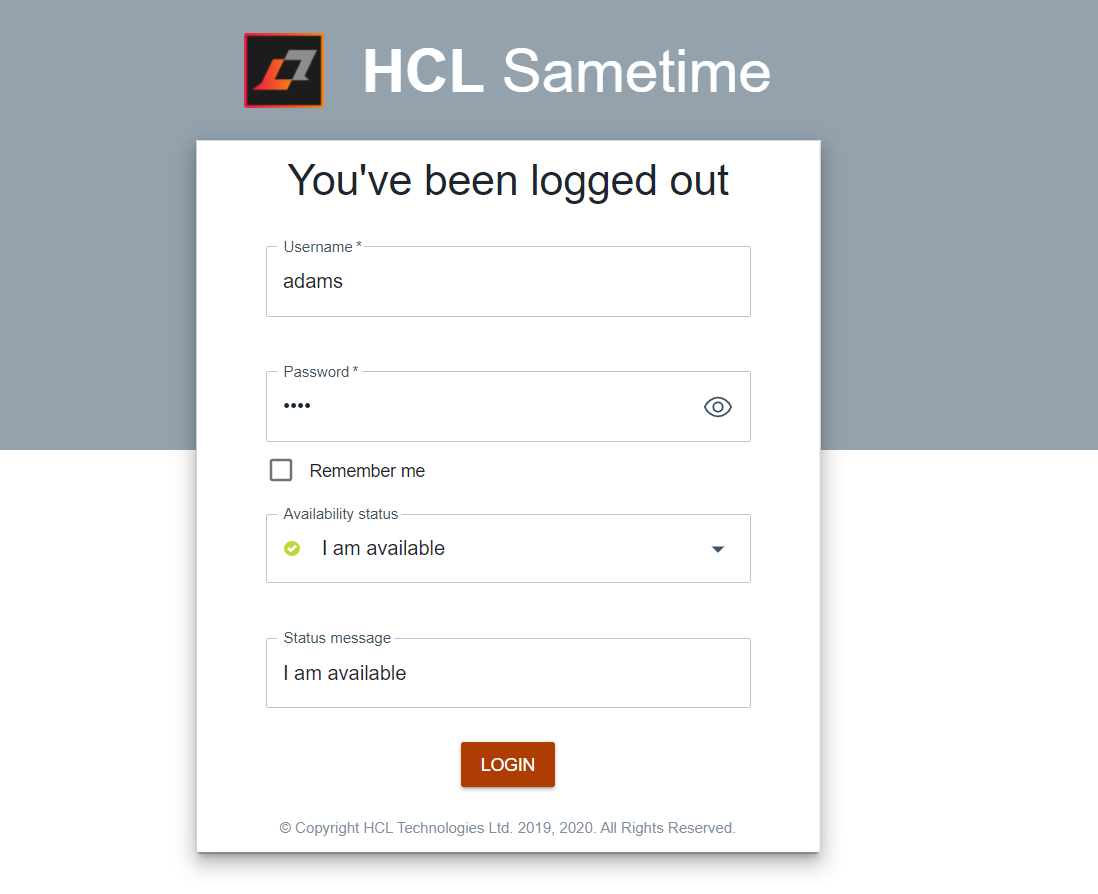 HCL Sametime
You've been logged out
Username *
adams
Password *
••••
Remember me
Availability status
I am available
Status message
I am available
LOGIN
© Copyright HCL Technologies Ltd. 2019, 2020. All Rights Reserved.